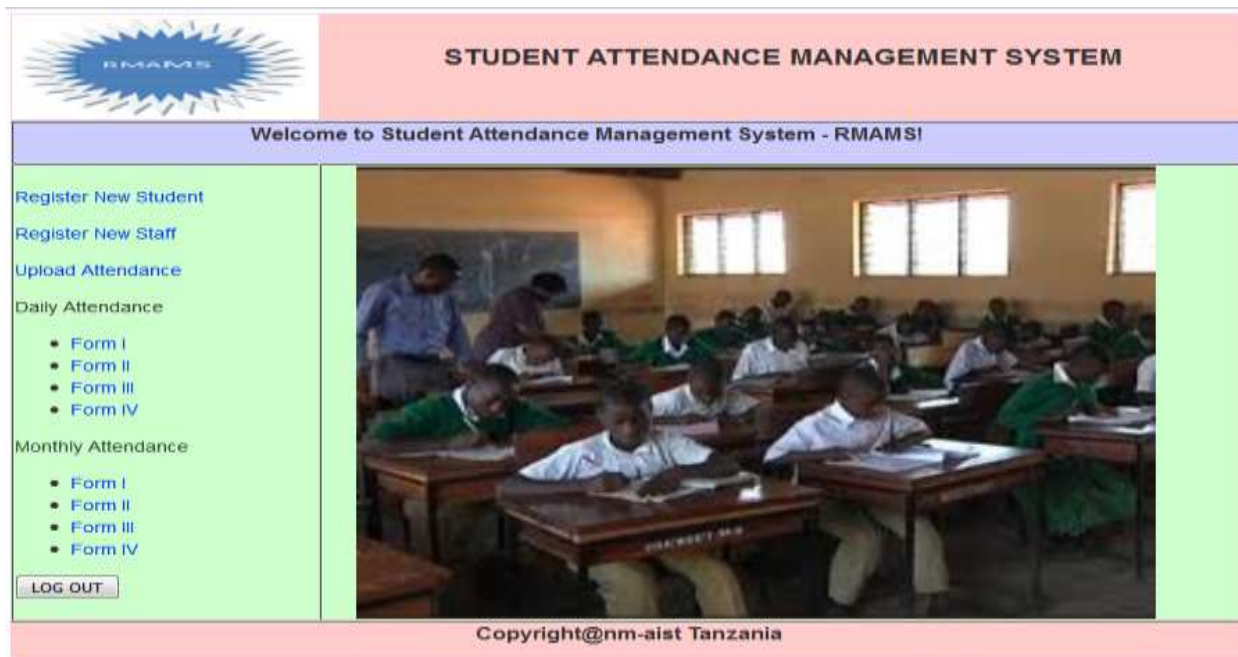 RMAMS
STUDENT ATTENDANCE MANAGEMENT SYSTEM
Welcome to Student Attendance Management System - RMAMS!
Register New Student
Register New Staff
Upload Attendance
Daily Attendance
Form I
Form II
Form III
Form IV
Monthly Attendance
Form I
Form II
Form III
Form IV
LOG OUT
Copyright@nm-aist Tanzania